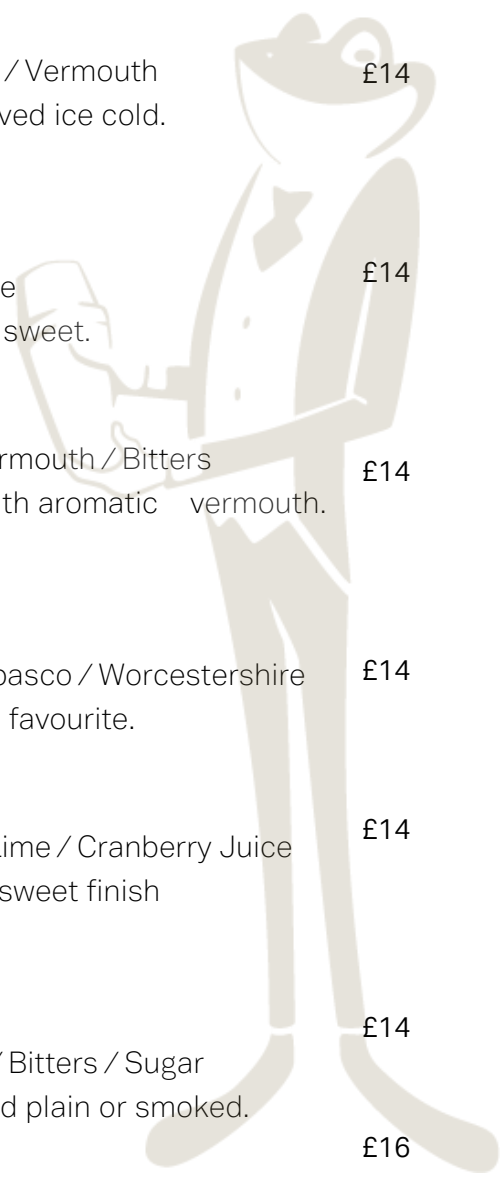 / Vermouth £14
ved ice cold.
£14
e
sweet.
rmouth / Bitters £14
th aromatic vermouth.
basco / Worcestershire £14
favourite.
£14
ime / Cranberry Juice
sweet finish
£14
/ Bitters / Sugar
d plain or smoked.
£16